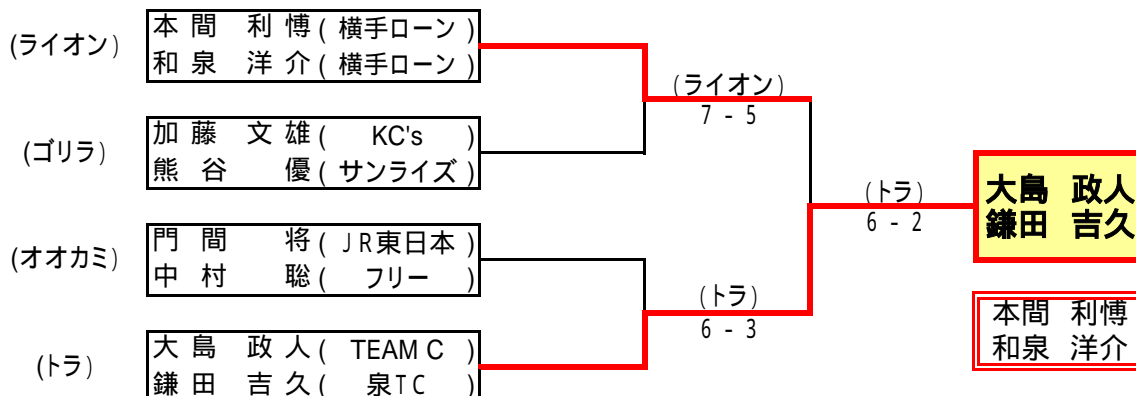 (ライオン)
本間 利博(横手ローン)
和泉 洋介(横手ローン)
(ライオン)
7 - 5
(ゴリラ)
加藤 文雄(KC's)
熊谷 優(サンライズ)
(トラ)
6 - 2
大島 政人
鎌田 吉久
(オオカミ)
門間 将(JR東日本)
中村 聡(フリー)
(トラ)
6 - 3
本間 利博
和泉 洋介
(トラ)
大島 政人(TEAM C)
鎌田 吉久(泉TC)